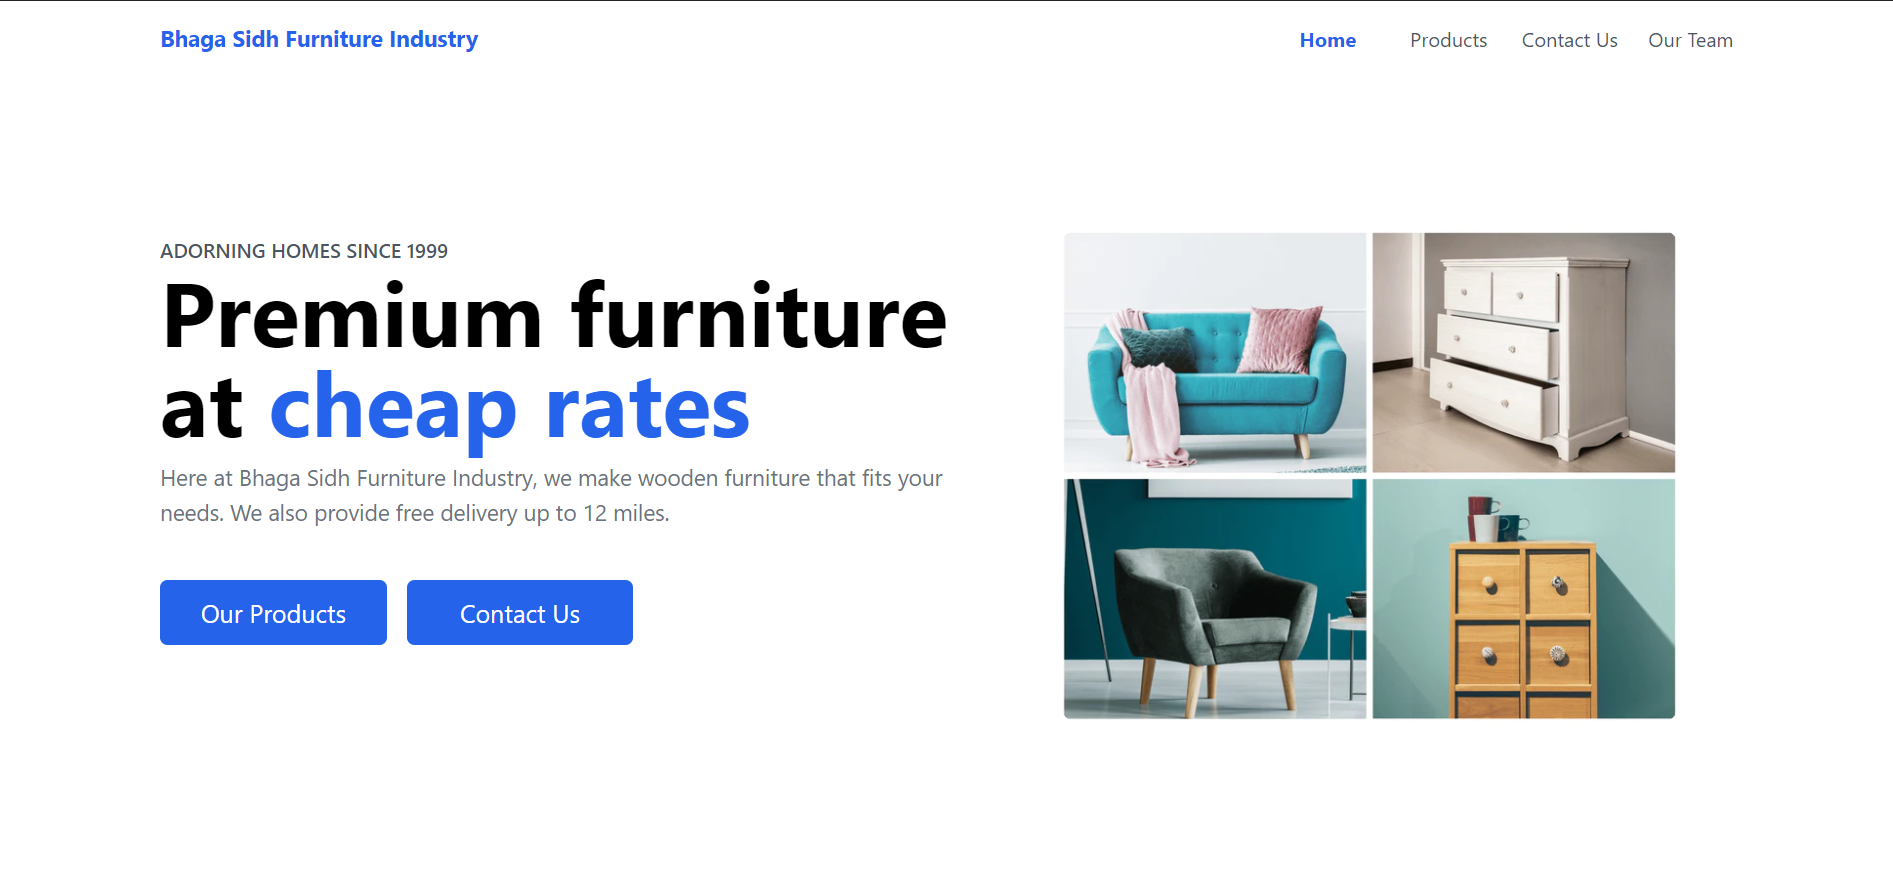 Bhaga Sidh Furniture Industry
Home Products Contact Us Our Team
ADORNING HOMES SINCE 1999
Premium furniture
at cheap rates
Here at Bhaga Sidh Furniture Industry, we make wooden furniture that fits your
needs. We also provide free delivery up to 12 miles.
Our Products
Contact Us